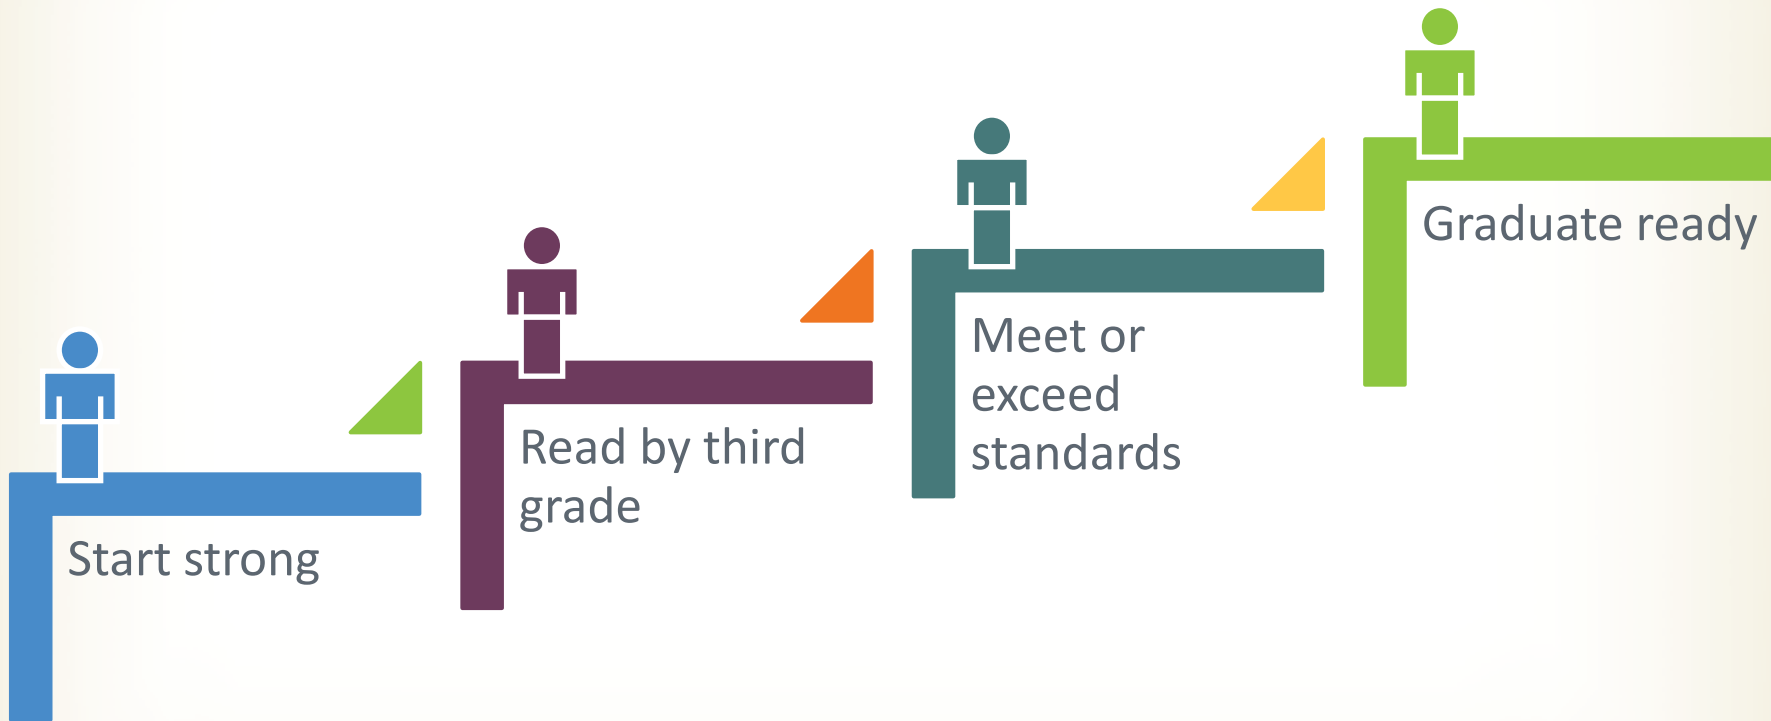 Start strong
Read by third
grade
Meet or
exceed
standards
Graduate ready